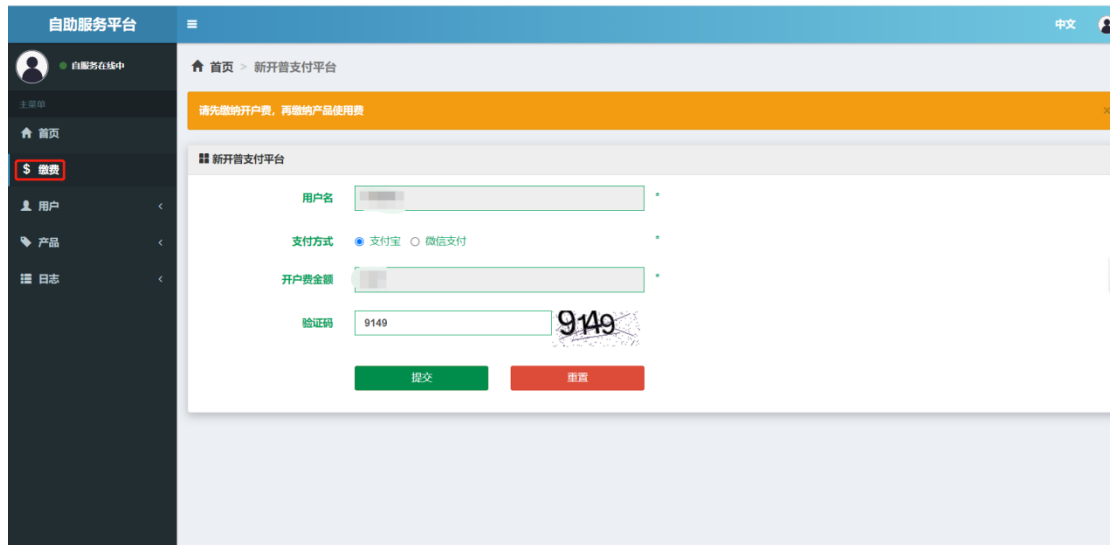 自助服务平台
中文
自服务在线中
首页 > 新开普支付平台
主菜单
请先缴纳开户费，再缴纳产品使用费
×
首页
$ 缴费
用户
产品
日志
新开普支付平台
用户名 *
支付方式 支付宝 微信支付 *
开户费金额 *
验证码 9149 9149
提交 重置